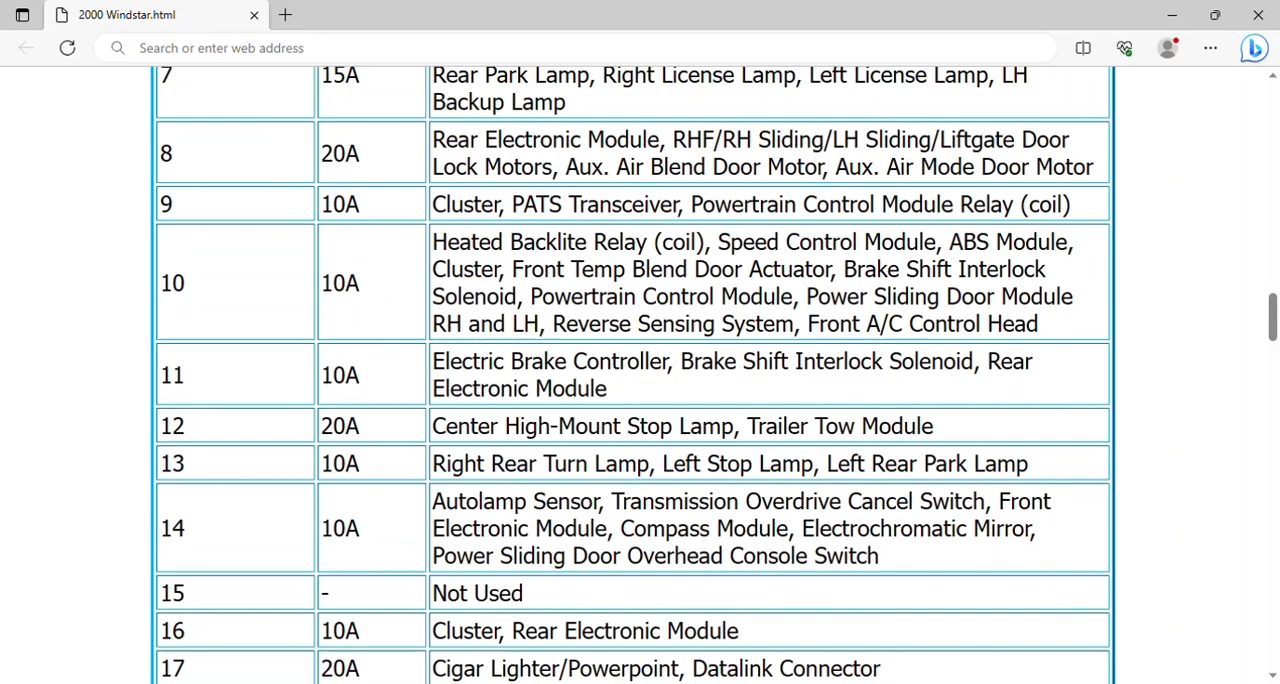 2000 Windstar.html
Search or enter web address
7 15A Rear Park Lamp, Right License Lamp, Left License Lamp, LH
Backup Lamp
8 20A Rear Electronic Module, RHF/RH Sliding/LH Sliding/Liftgate Door
Lock Motors, Aux. Air Blend Door Motor, Aux. Air Mode Door Motor
9 10A Cluster, PATS Transceiver, Powertrain Control Module Relay (coil)
10 10A Heated Backlite Relay (coil), Speed Control Module, ABS Module,
Cluster, Front Temp Blend Door Actuator, Brake Shift Interlock
Solenoid, Powertrain Control Module, Power Sliding Door Module
RH and LH, Reverse Sensing System, Front A/C Control Head
11 10A Electric Brake Controller, Brake Shift Interlock Solenoid, Rear
Electronic Module
12 20A Center High-Mount Stop Lamp, Trailer Tow Module
13 10A Right Rear Turn Lamp, Left Stop Lamp, Left Rear Park Lamp
14 10A Autolamp Sensor, Transmission Overdrive Cancel Switch, Front
Electronic Module, Compass Module, Electrochromatic Mirror,
Power Sliding Door Overhead Console Switch
15 - Not Used
16 10A Cluster, Rear Electronic Module
17 20A Cigar Lighter/Powerpoint, Datalink Connector